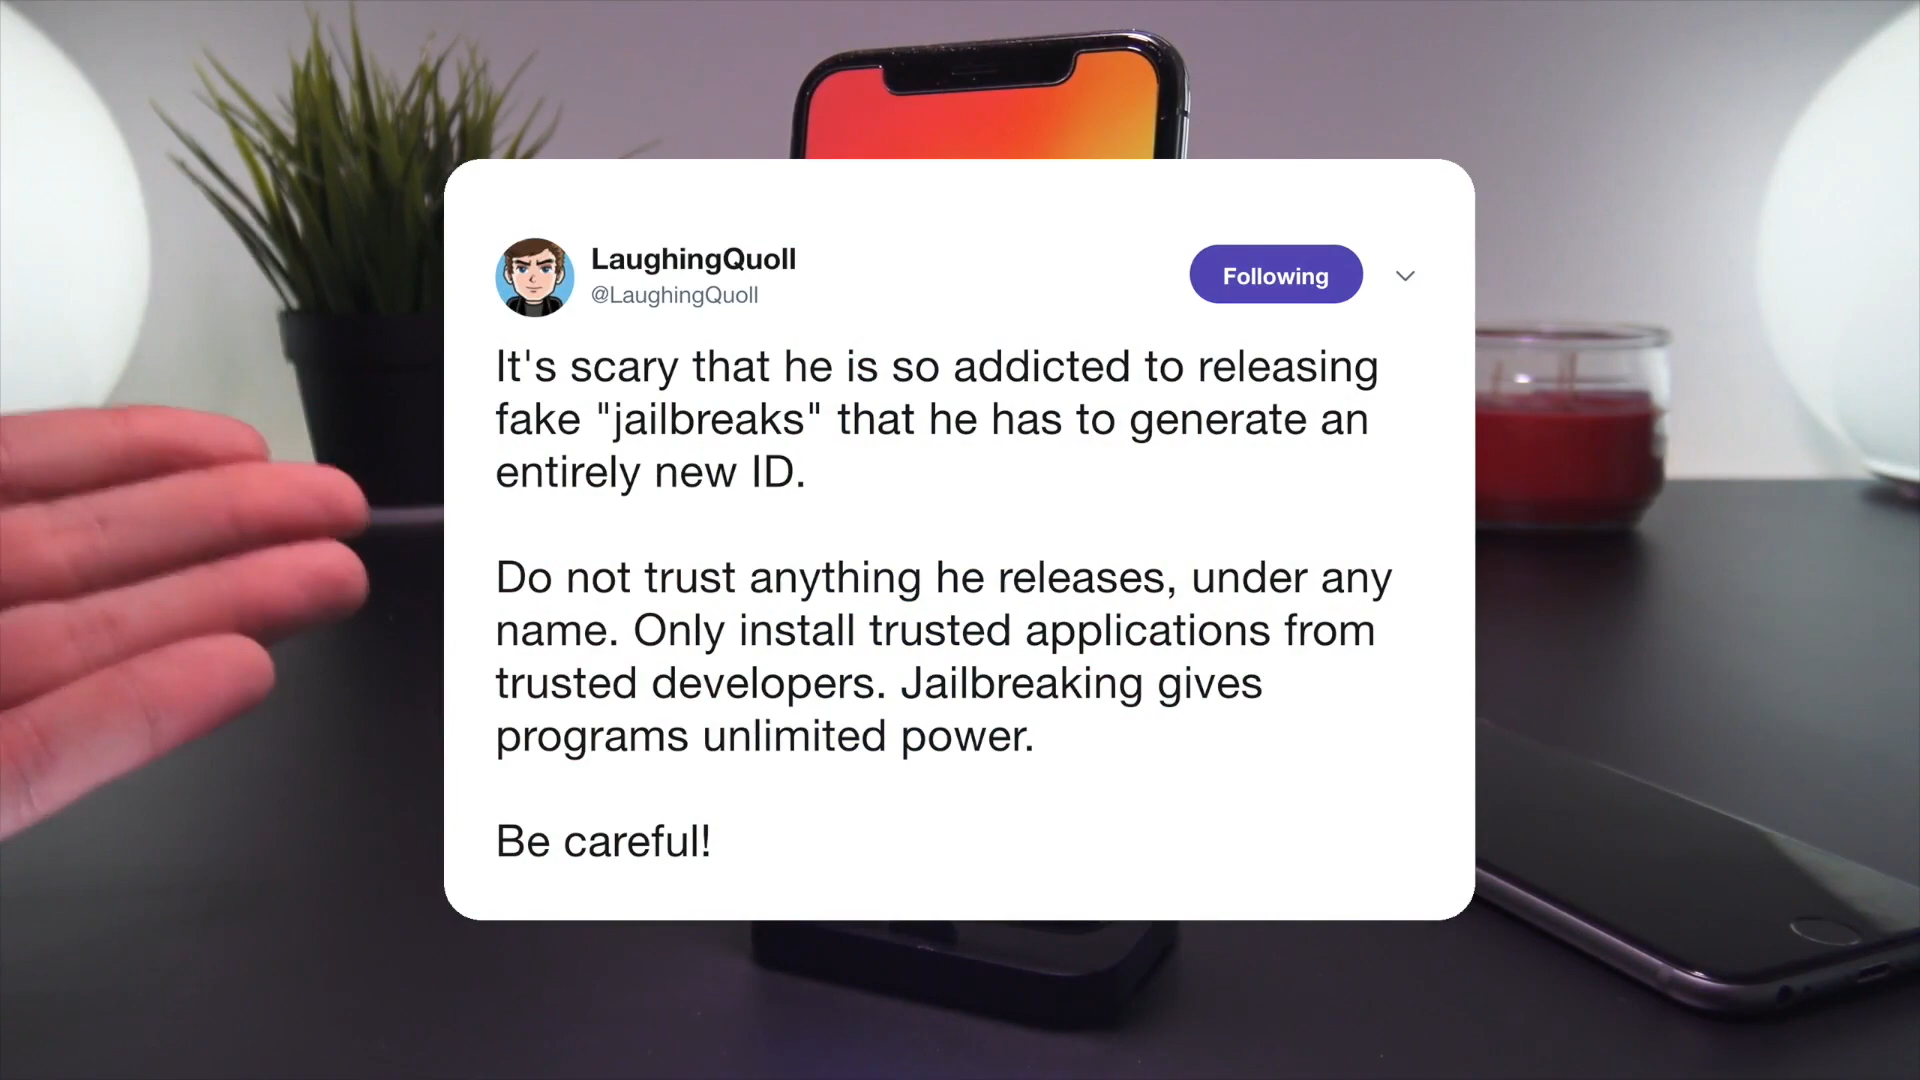 LaughingQuoll
@LaughingQuoll
Following
It's scary that he is so addicted to releasing
fake "jailbreaks" that he has to generate an
entirely new ID.
Do not trust anything he releases, under any
name. Only install trusted applications from
trusted developers. Jailbreaking gives
programs unlimited power.
Be careful!